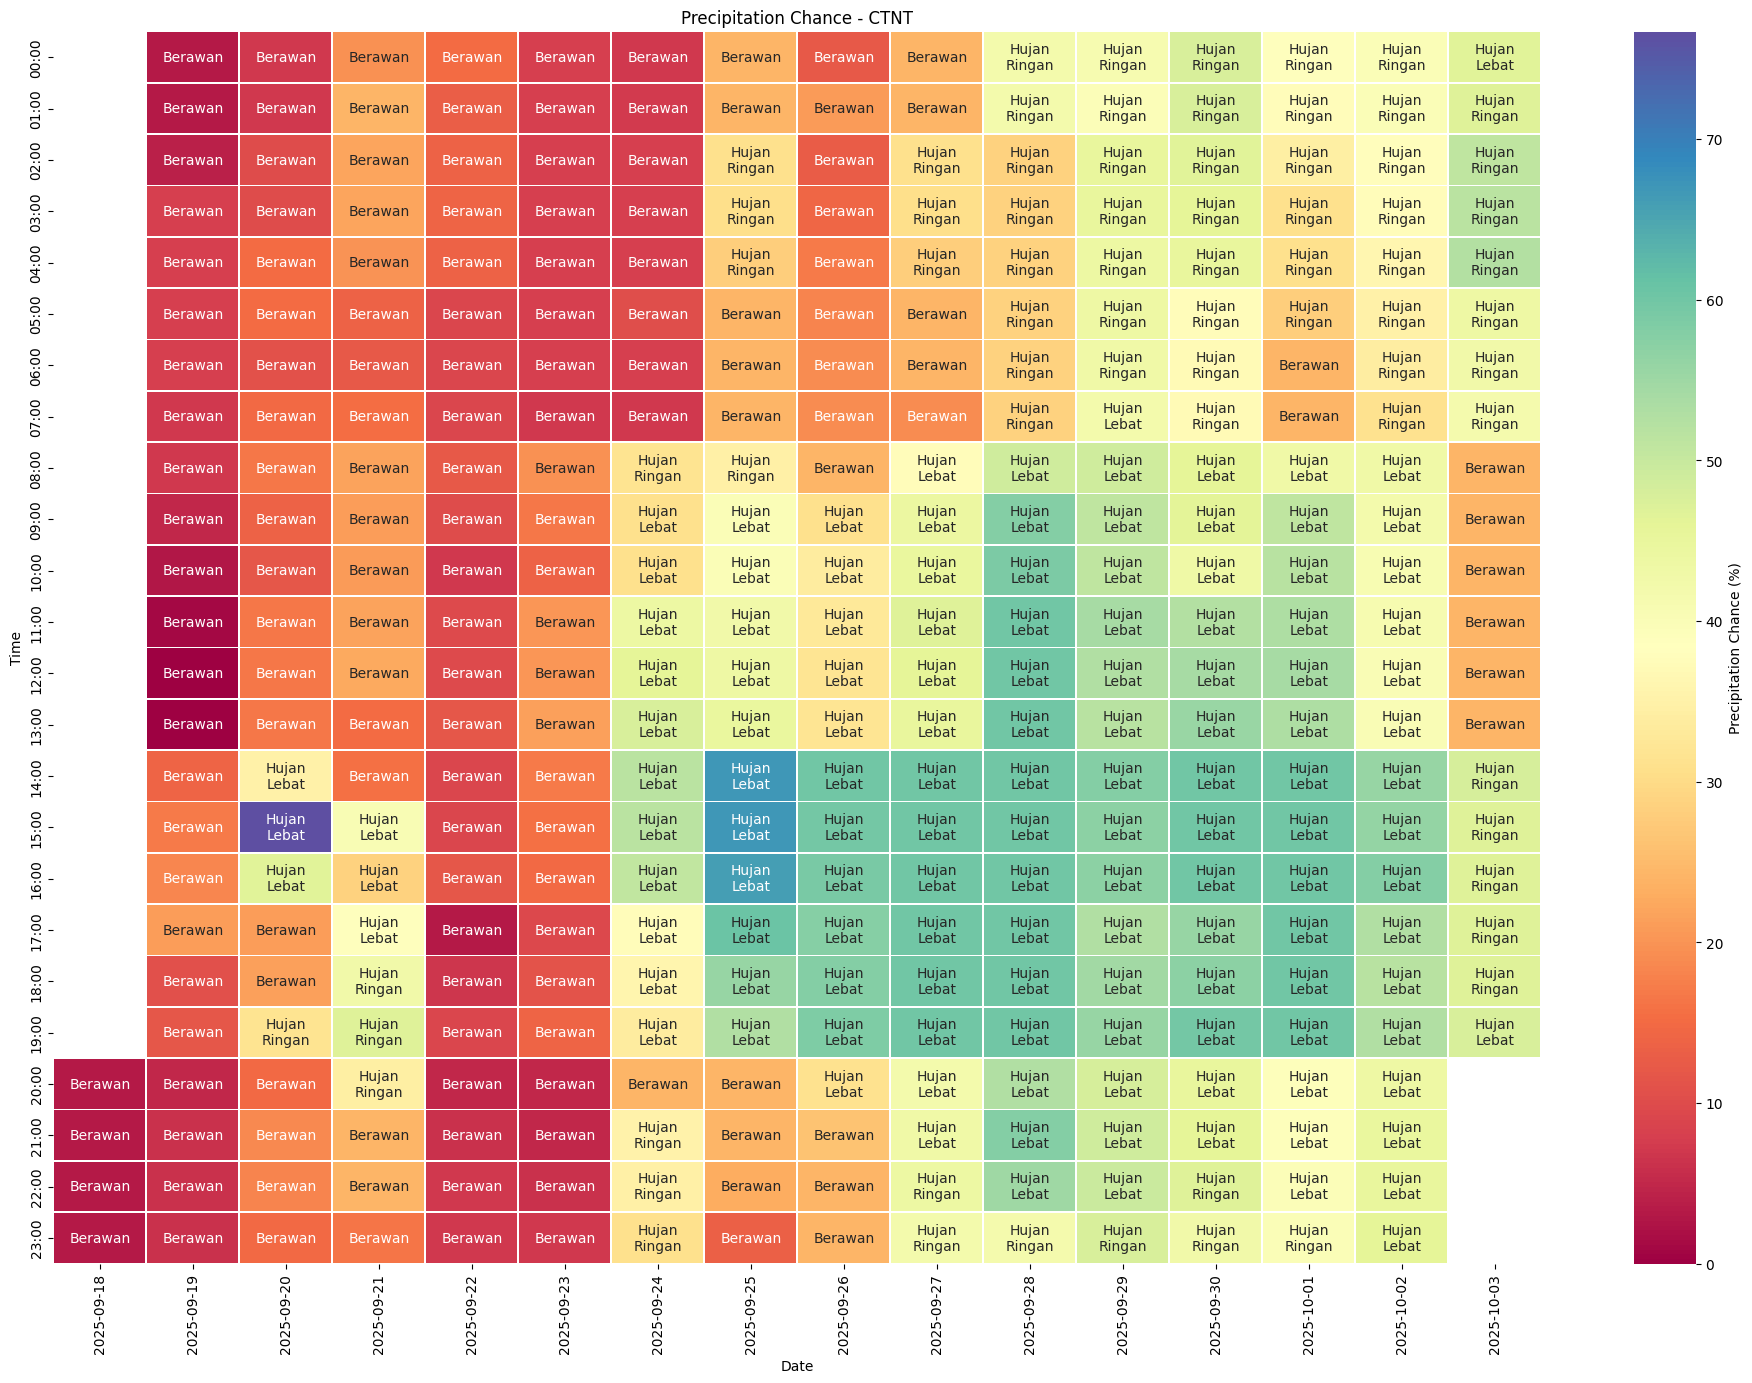 Precipitation Chance - CTNT
00:00 Berawan Berawan Berawan Berawan Berawan Berawan Berawan Berawan Berawan Hujan Ringan Hujan Ringan Hujan Ringan Hujan Ringan Hujan Ringan Hujan Lebat
01:00 Berawan Berawan Berawan Berawan Berawan Berawan Berawan Berawan Berawan Hujan Ringan Hujan Ringan Hujan Ringan Hujan Ringan Hujan Ringan Hujan Ringan
02:00 Berawan Berawan Berawan Berawan Berawan Berawan Hujan Ringan Berawan Hujan Ringan Hujan Ringan Hujan Ringan Hujan Ringan Hujan Ringan Hujan Ringan Hujan Ringan
03:00 Berawan Berawan Berawan Berawan Berawan Berawan Hujan Ringan Berawan Hujan Ringan Hujan Ringan Hujan Ringan Hujan Ringan Hujan Ringan Hujan Ringan Hujan Ringan
04:00 Berawan Berawan Berawan Berawan Berawan Berawan Hujan Ringan Berawan Hujan Ringan Hujan Ringan Hujan Ringan Hujan Ringan Hujan Ringan Hujan Ringan Hujan Ringan
05:00 Berawan Berawan Berawan Berawan Berawan Berawan Berawan Berawan Berawan Hujan Ringan Hujan Ringan Hujan Ringan Hujan Ringan Hujan Ringan Hujan Ringan
06:00 Berawan Berawan Berawan Berawan Berawan Berawan Berawan Berawan Berawan Hujan Ringan Hujan Ringan Hujan Ringan Berawan Hujan Ringan Hujan Ringan
07:00 Berawan Berawan Berawan Berawan Berawan Berawan Berawan Berawan Berawan Hujan Ringan Hujan Lebat Hujan Ringan Berawan Hujan Ringan Hujan Ringan
08:00 Berawan Berawan Berawan Berawan Berawan Hujan Ringan Hujan Ringan Berawan Hujan Lebat Hujan Lebat Hujan Lebat Hujan Lebat Hujan Lebat Hujan Lebat Berawan
09:00 Berawan Berawan Berawan Berawan Berawan Hujan Lebat Hujan Lebat Hujan Lebat Hujan Lebat Hujan Lebat Hujan Lebat Hujan Lebat Hujan Lebat Hujan Lebat Berawan
10:00 Berawan Berawan Berawan Berawan Berawan Hujan Lebat Hujan Lebat Hujan Lebat Hujan Lebat Hujan Lebat Hujan Lebat Hujan Lebat Hujan Lebat Hujan Lebat Berawan
11:00 Berawan Berawan Berawan Berawan Berawan Hujan Lebat Hujan Lebat Hujan Lebat Hujan Lebat Hujan Lebat Hujan Lebat Hujan Lebat Hujan Lebat Hujan Lebat Berawan
12:00 Berawan Berawan Berawan Berawan Berawan Hujan Lebat Hujan Lebat Hujan Lebat Hujan Lebat Hujan Lebat Hujan Lebat Hujan Lebat Hujan Lebat Hujan Lebat Berawan
13:00 Berawan Berawan Berawan Berawan Berawan Hujan Lebat Hujan Lebat Hujan Lebat Hujan Lebat Hujan Lebat Hujan Lebat Hujan Lebat Hujan Lebat Hujan Lebat Berawan
14:00 Berawan Hujan Lebat Berawan Berawan Berawan Hujan Lebat Hujan Lebat Hujan Lebat Hujan Lebat Hujan Lebat Hujan Lebat Hujan Lebat Hujan Lebat Hujan Lebat Hujan Ringan
15:00 Berawan Hujan Lebat Hujan Lebat Berawan Berawan Hujan Lebat Hujan Lebat Hujan Lebat Hujan Lebat Hujan Lebat Hujan Lebat Hujan Lebat Hujan Lebat Hujan Lebat Hujan Ringan
16:00 Berawan Hujan Lebat Hujan Lebat Berawan Berawan Hujan Lebat Hujan Lebat Hujan Lebat Hujan Lebat Hujan Lebat Hujan Lebat Hujan Lebat Hujan Lebat Hujan Lebat Hujan Ringan
17:00 Berawan Berawan Hujan Lebat Berawan Berawan Hujan Lebat Hujan Lebat Hujan Lebat Hujan Lebat Hujan Lebat Hujan Lebat Hujan Lebat Hujan Lebat Hujan Lebat Hujan Ringan
18:00 Berawan Berawan Hujan Ringan Berawan Berawan Hujan Lebat Hujan Lebat Hujan Lebat Hujan Lebat Hujan Lebat Hujan Lebat Hujan Lebat Hujan Lebat Hujan Lebat Hujan Ringan
19:00 Berawan Hujan Ringan Hujan Ringan Berawan Berawan Hujan Lebat Hujan Lebat Hujan Lebat Hujan Lebat Hujan Lebat Hujan Lebat Hujan Lebat Hujan Lebat Hujan Lebat Hujan Lebat
20:00 Berawan Berawan Berawan Hujan Ringan Berawan Berawan Berawan Berawan Hujan Lebat Hujan Lebat Hujan Lebat Hujan Lebat Hujan Lebat Hujan Lebat Hujan Lebat
21:00 Berawan Berawan Berawan Berawan Berawan Berawan Hujan Ringan Berawan Berawan Hujan Lebat Hujan Lebat Hujan Lebat Hujan Lebat Hujan Lebat Hujan Lebat
22:00 Berawan Berawan Berawan Berawan Berawan Berawan Hujan Ringan Berawan Berawan Hujan Ringan Hujan Lebat Hujan Lebat Hujan Ringan Hujan Lebat Hujan Lebat
23:00 Berawan Berawan Berawan Berawan Berawan Berawan Hujan Ringan Berawan Berawan Hujan Ringan Hujan Ringan Hujan Ringan Hujan Ringan Hujan Ringan Hujan Lebat
Time
2025-09-18 2025-09-19 2025-09-20 2025-09-21 2025-09-22 2025-09-23 2025-09-24 2025-09-25 2025-09-26 2025-09-27 2025-09-28 2025-09-29 2025-09-30 2025-10-01 2025-10-02 2025-10-03
Date
70
60
50
40
30
20
10
0
Precipitation Chance (%)